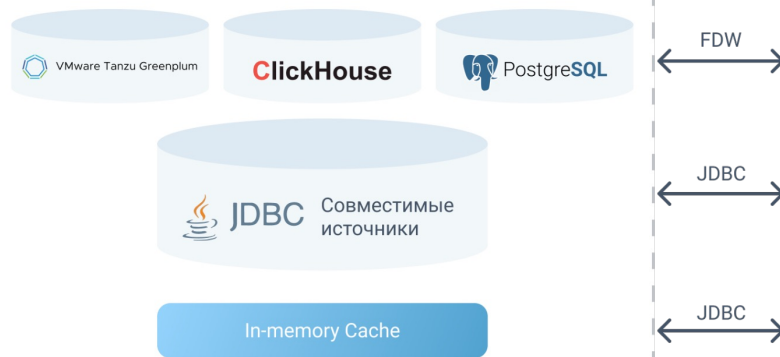 VMware Tanzu Greenplum
ClickHouse
PostgreSQL
FDW
JDBC
Совместимые
источники
JDBC
In-memory Cache
JDBC